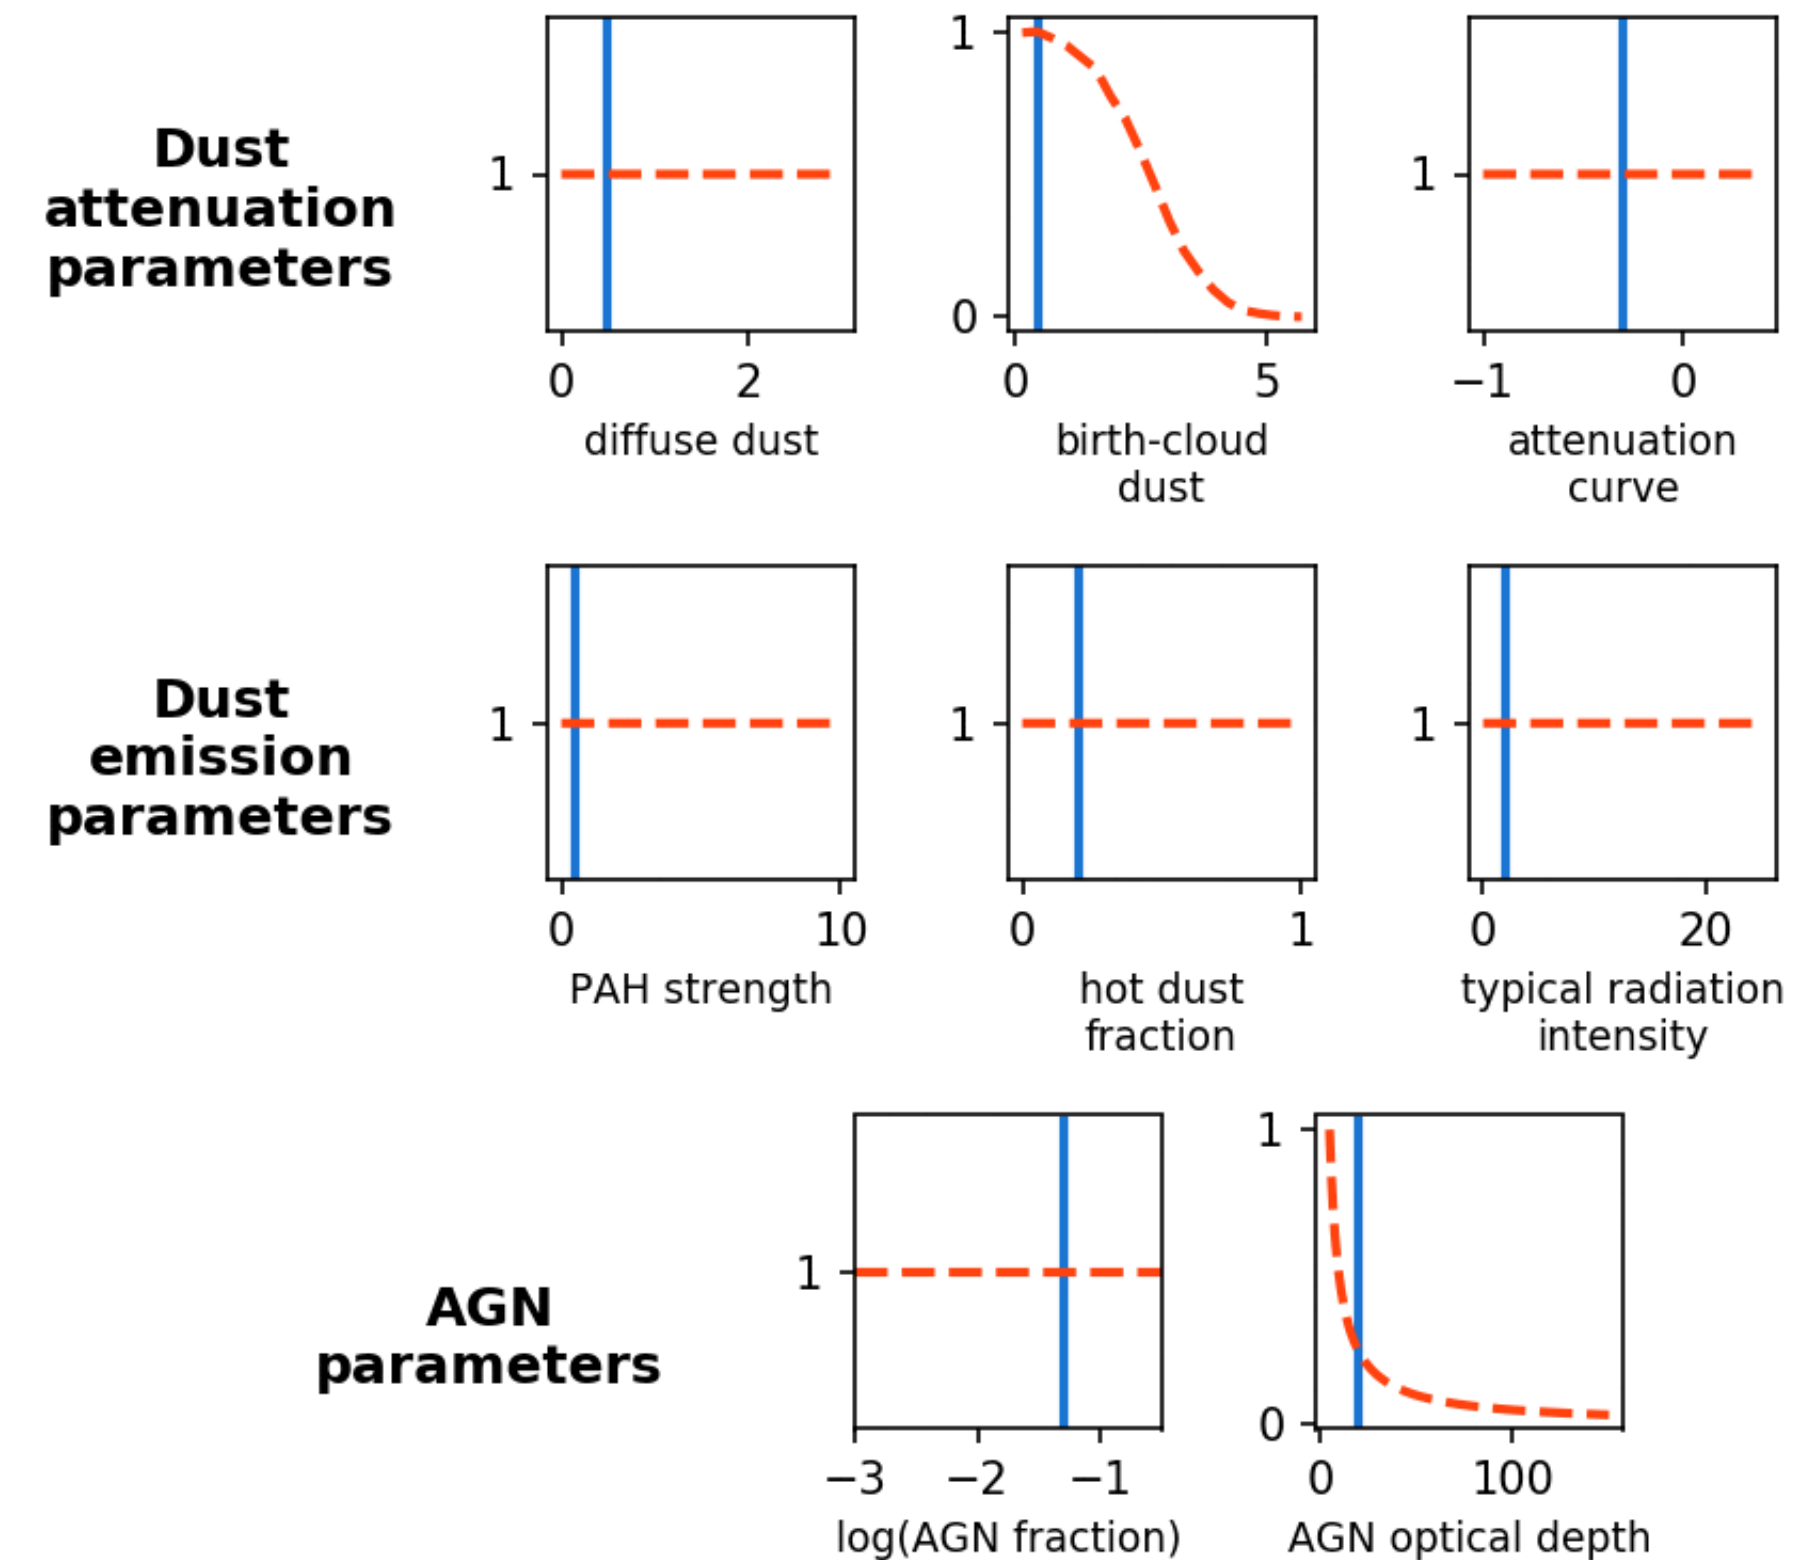 Dust
attenuation
parameters
1
0 2
diffuse dust
1
0
0 5
birth-cloud
dust
1
−1 0
attenuation
curve
Dust
emission
parameters
1
0 10
PAH strength
1
0 1
hot dust
fraction
1
0 20
typical radiation
intensity
AGN
parameters
1
−3 −2 −1
log(AGN fraction)
1
0
0 100
AGN optical depth